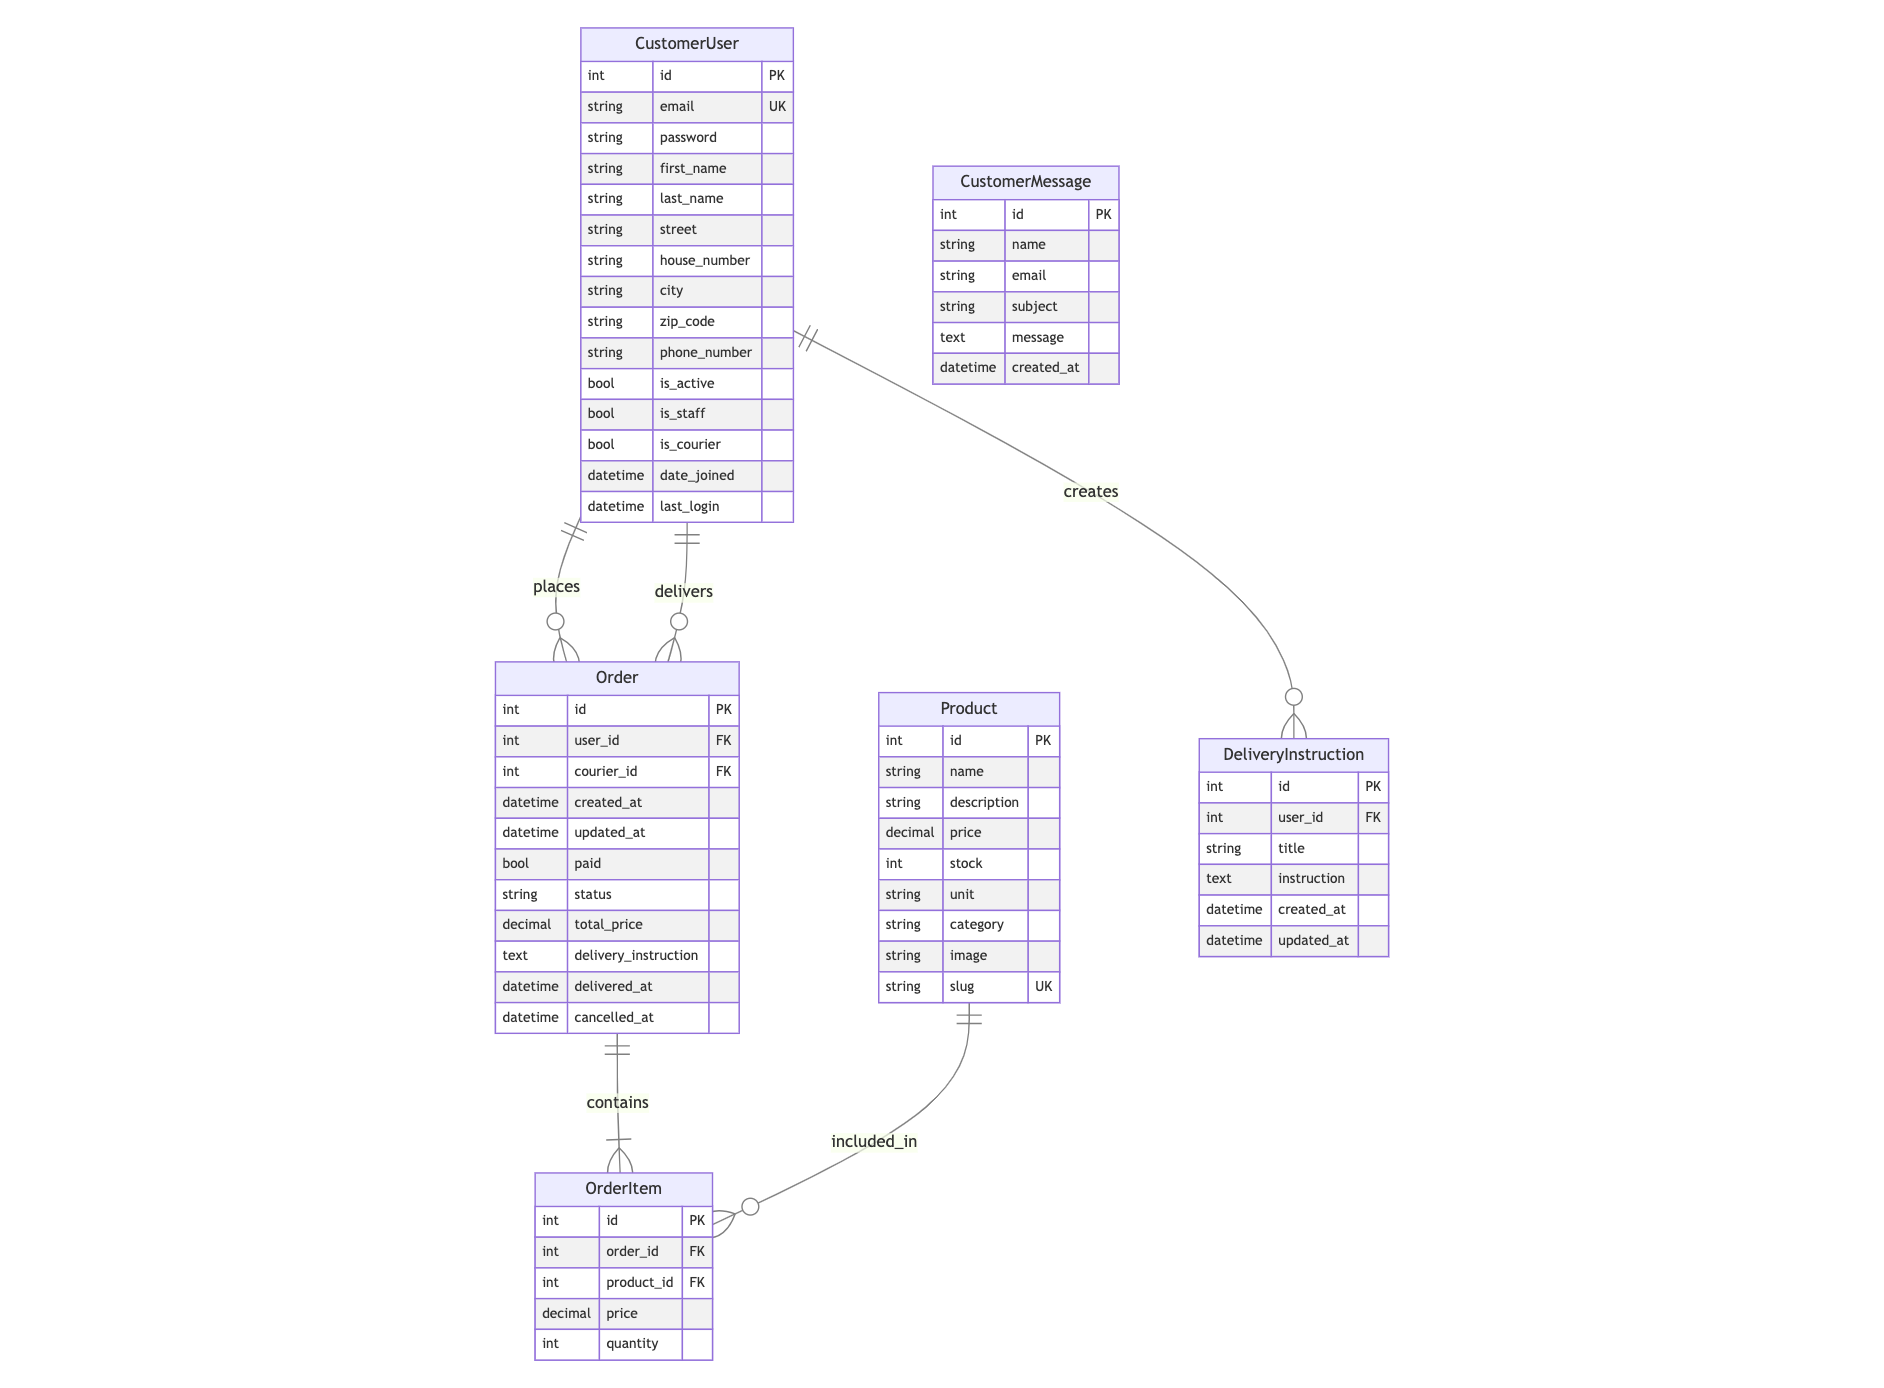 CustomerUser
int id PK
string email UK
string password
string first_name
string last_name
string street
string house_number
string city
string zip_code
string phone_number
bool is_active
bool is_staff
bool is_courier
datetime date_joined
datetime last_login
CustomerMessage
int id PK
string name
string email
string subject
text message
datetime created_at
creates
places
delivers
Order
int id PK
int user_id FK
int courier_id FK
datetime created_at
datetime updated_at
bool paid
string status
decimal total_price
text delivery_instruction
datetime delivered_at
datetime cancelled_at
Product
int id PK
string name
string description
decimal price
int stock
string unit
string category
string image
string slug UK
DeliveryInstruction
int id PK
int user_id FK
string title
text instruction
datetime created_at
datetime updated_at
contains
included_in
OrderItem
int id PK
int order_id FK
int product_id FK
decimal price
int quantity